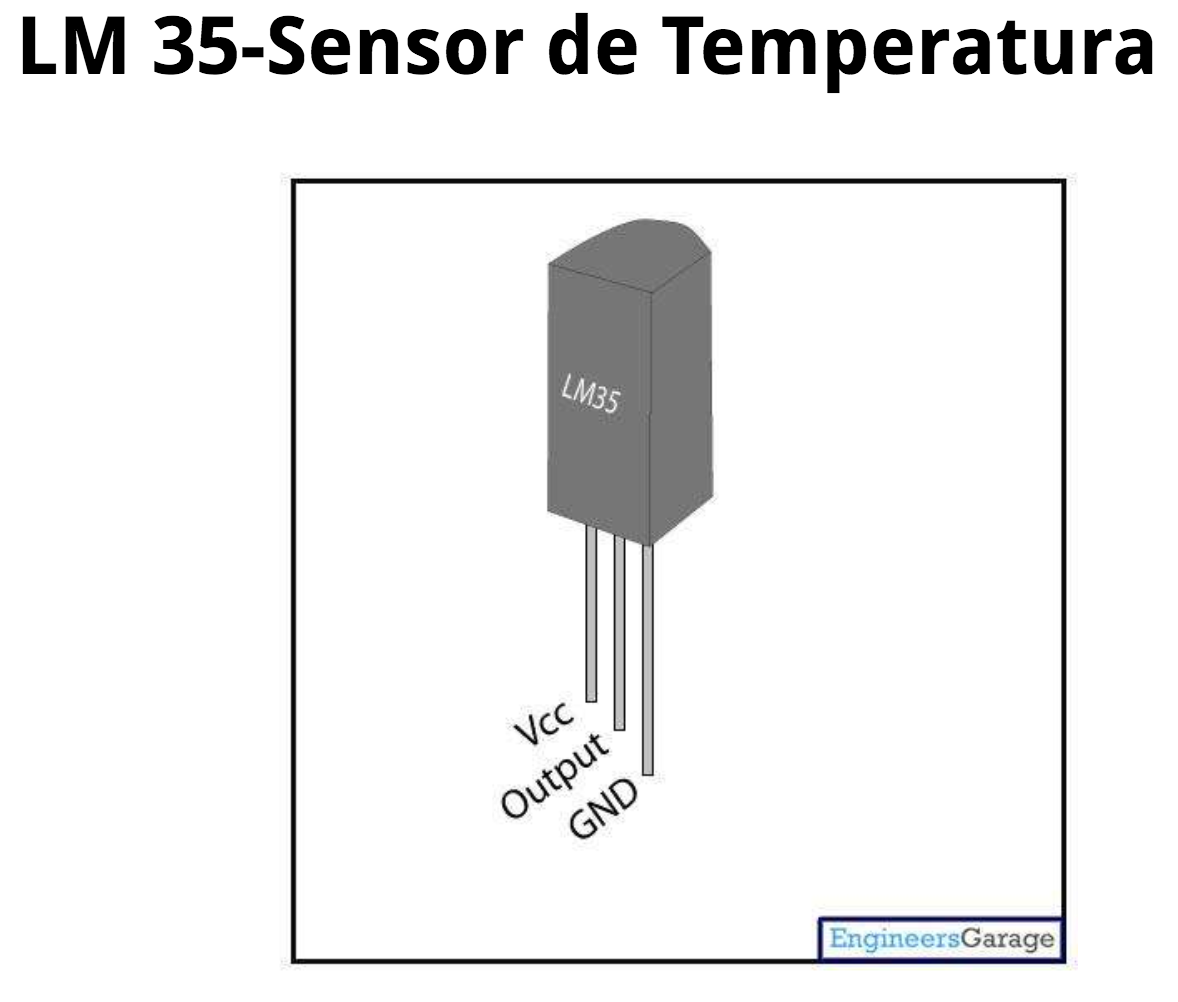 LM 35-Sensor de Temperatura
LM35
Vcc
Output
GND
EngineersGarage